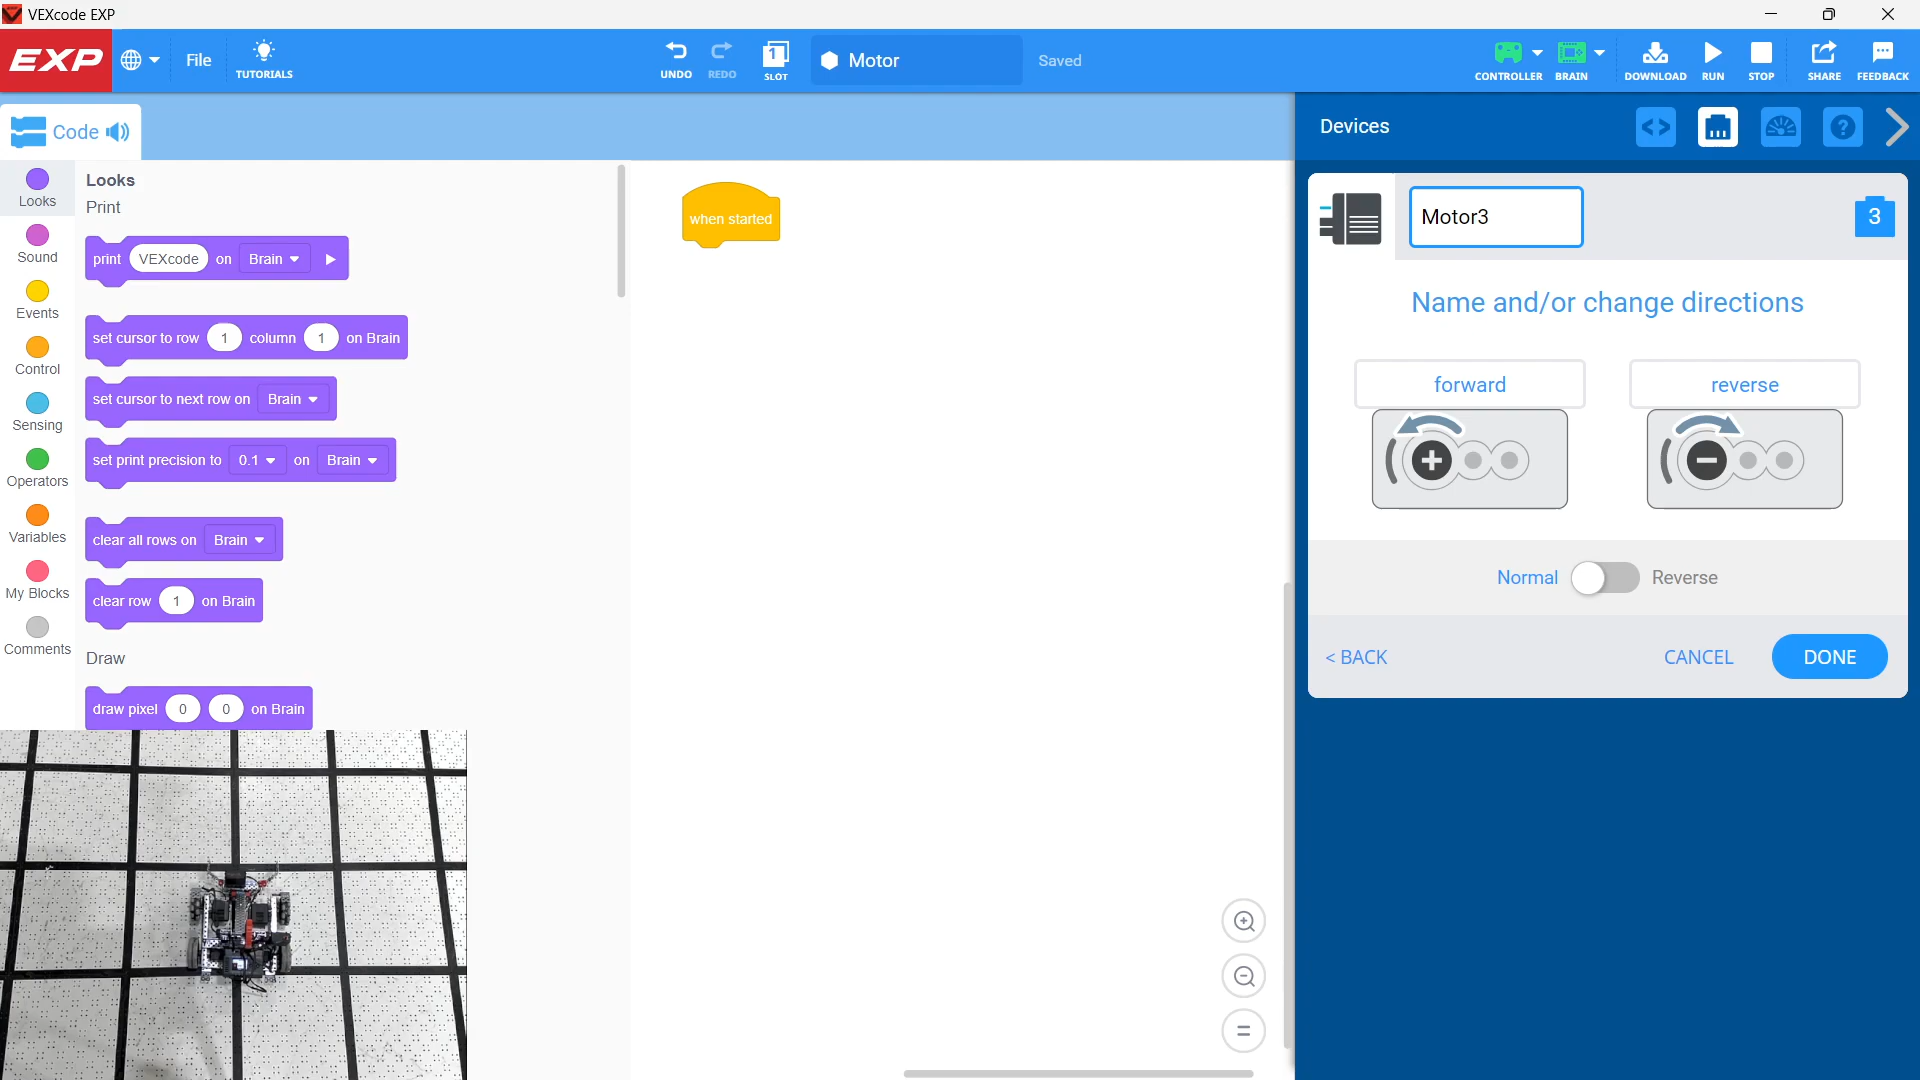 VEXcode EXP
EXP
File
TUTORIALS
UNDO
REDO
1
SLOT
Motor
Saved
CONTROLLER
BRAIN
DOWNLOAD
RUN
STOP
SHARE
FEEDBACK
Code
Devices
Looks
Sound
Events
Control
Sensing
Operators
Variables
My Blocks
Comments
Looks
Print
print VEXcode on Brain
set cursor to row 1 column 1 on Brain
set cursor to next row on Brain
set print precision to 0.1 on Brain
clear all rows on Brain
clear row 1 on Brain
Draw
draw pixel 0 0 on Brain
when started
Motor3
3
Name and/or change directions
forward
reverse
Normal
Reverse
< BACK
CANCEL
DONE